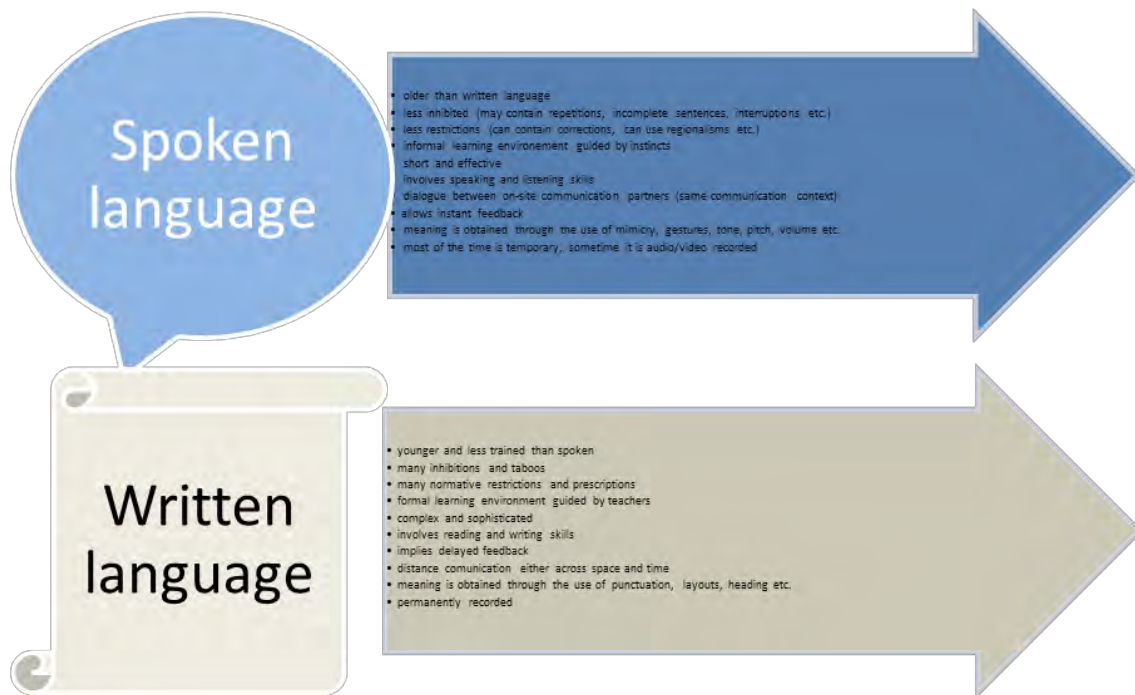 Spoken
language
• older than written language
• less inhibited (may contain repetitions, incomplete sentences, interruptions etc.)
• less restrictions (can contain corrections, can use regionalisms etc.)
• informal learning environement guided by instincts
short and effective
involves speaking and listening skills
dialogue between on-site communication partners (same communication context)
• allows instant feedback
• meaning is obtained through the use of mimicry, gestures, tone, pitch, volume etc.
• most of the time is temporary, sometime it is audio/video recorded
Written
language
• younger and less trained than spoken
• many inhibitions and taboos
• many normative restrictions and prescriptions
• formal learning environment guided by teachers
• complex and sophisticated
• involves reading and writing skills
• implies delayed feedback
• distance comunication either across space and time
• meaning is obtained through the use of punctuation, layouts, heading etc.
• permanently recorded